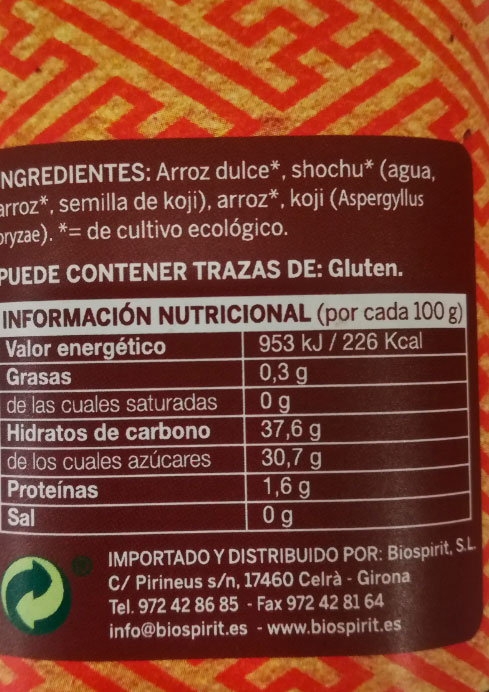 NGREDIENTES: Arroz dulce*, shochu* (agua,
arroz*, semilla de koji), arroz*, koji (Aspergyllus
oryzae). *= de cultivo ecológico.
PUEDE CONTENER TRAZAS DE: Gluten.
INFORMACIÓN NUTRICIONAL (por cada 100 g)
Valor energético 953 kJ / 226 Kcal
Grasas 0,3 g
de las cuales saturadas 0 g
Hidratos de carbono 37,6 g
de los cuales azúcares 30,7 g
Proteínas 1,6 g
Sal 0 g
IMPORTADO Y DISTRIBUIDO POR: Biospirit, S.L.
C/ Pirineus s/n, 17460 Celrà - Girona
Tel. 972 42 86 85 - Fax 972 42 81 64
info@biospirit.es - www.biospirit.es